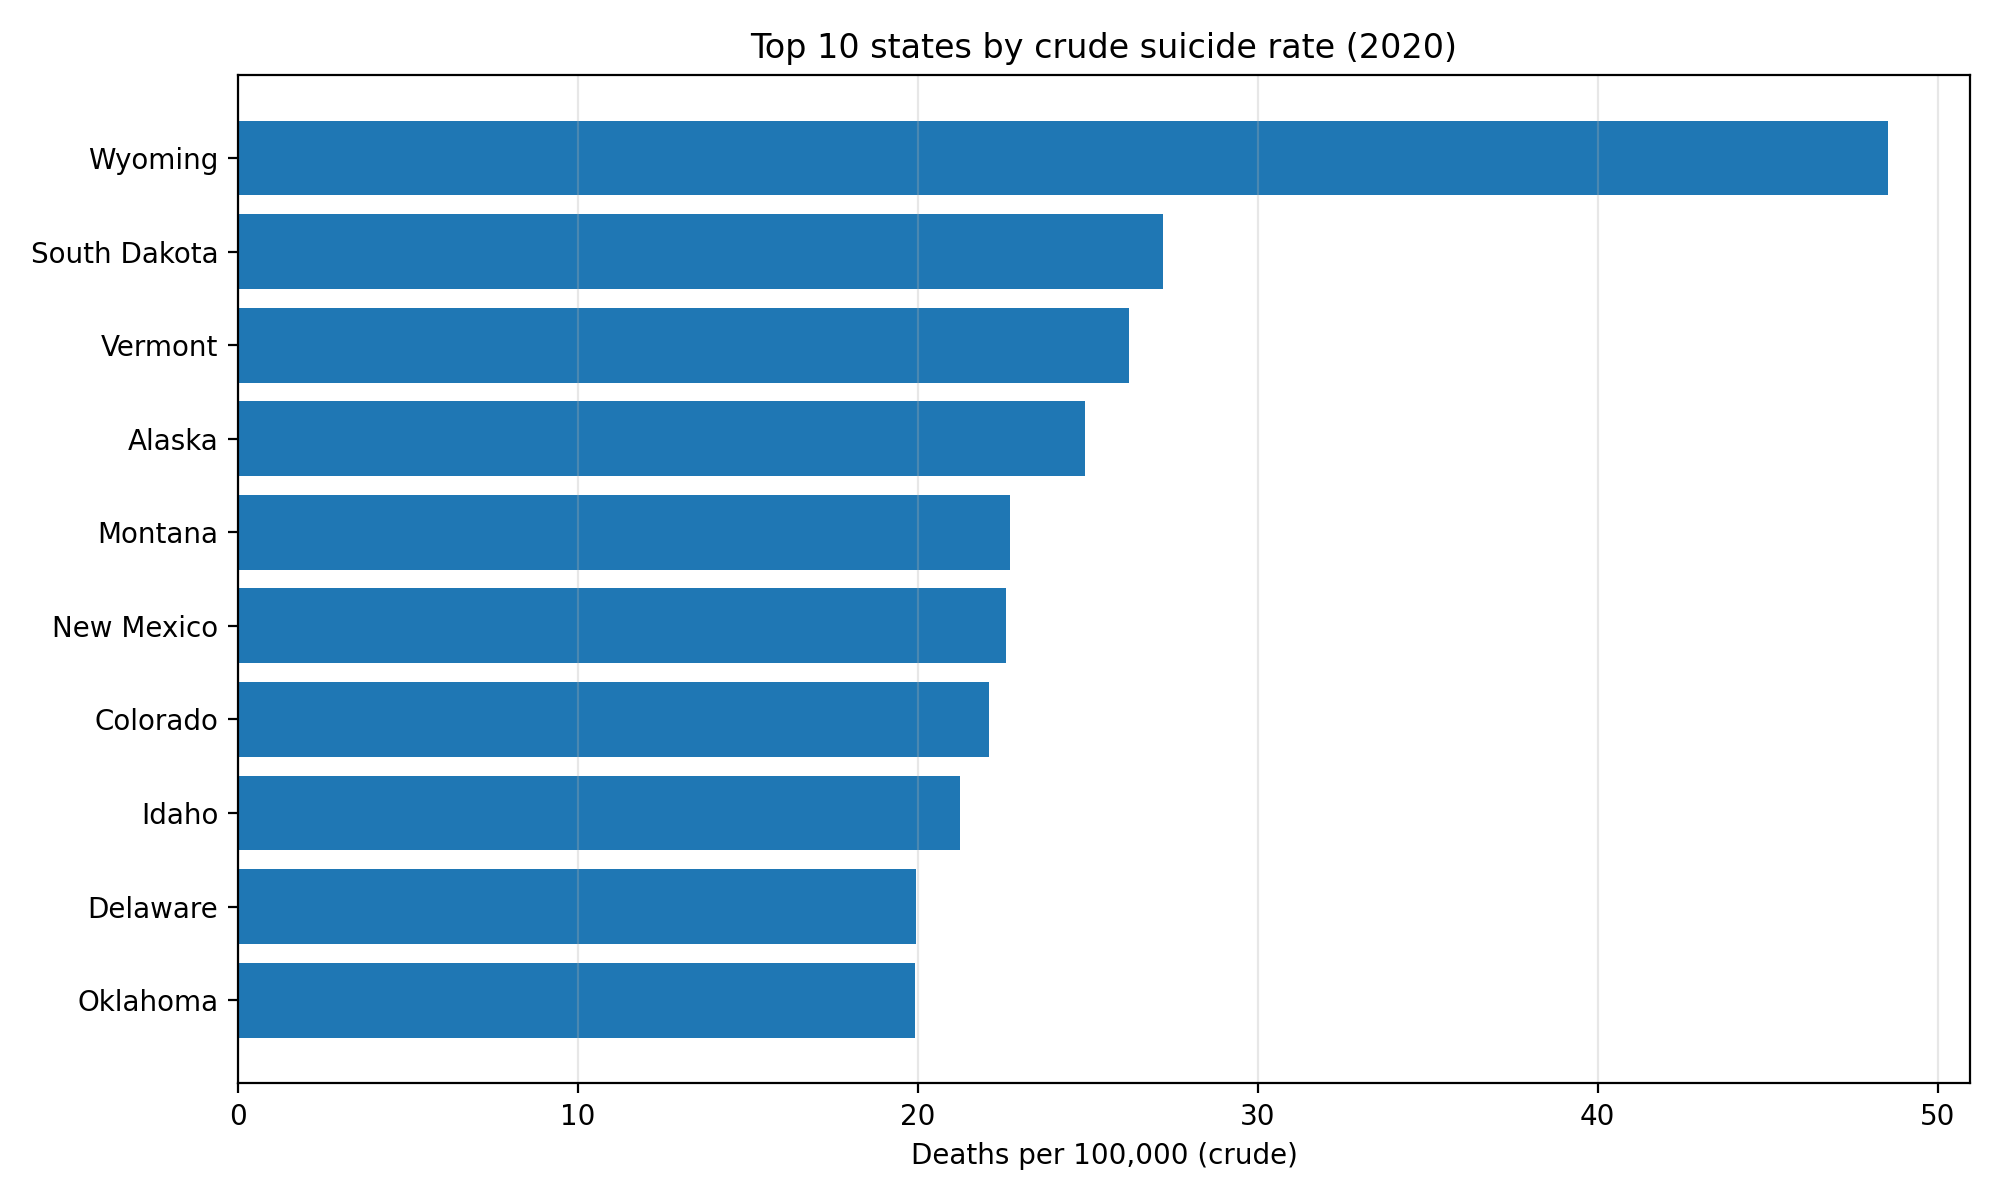 Top 10 states by crude suicide rate (2020)
Wyoming
South Dakota
Vermont
Alaska
Montana
New Mexico
Colorado
Idaho
Delaware
Oklahoma
0 10 20 30 40 50
Deaths per 100,000 (crude)